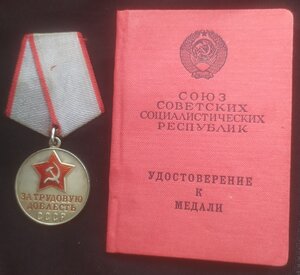 ЗА ТРУДОВУЮ
ДОБЛЕСТЬ
СССР
СОЮЗ
СОВЕТСКИХ
СОЦИАЛИСТИЧЕСКИХ
РЕСПУБЛИК
УДОСТОВЕРЕНИЕ
К
МЕДАЛИ